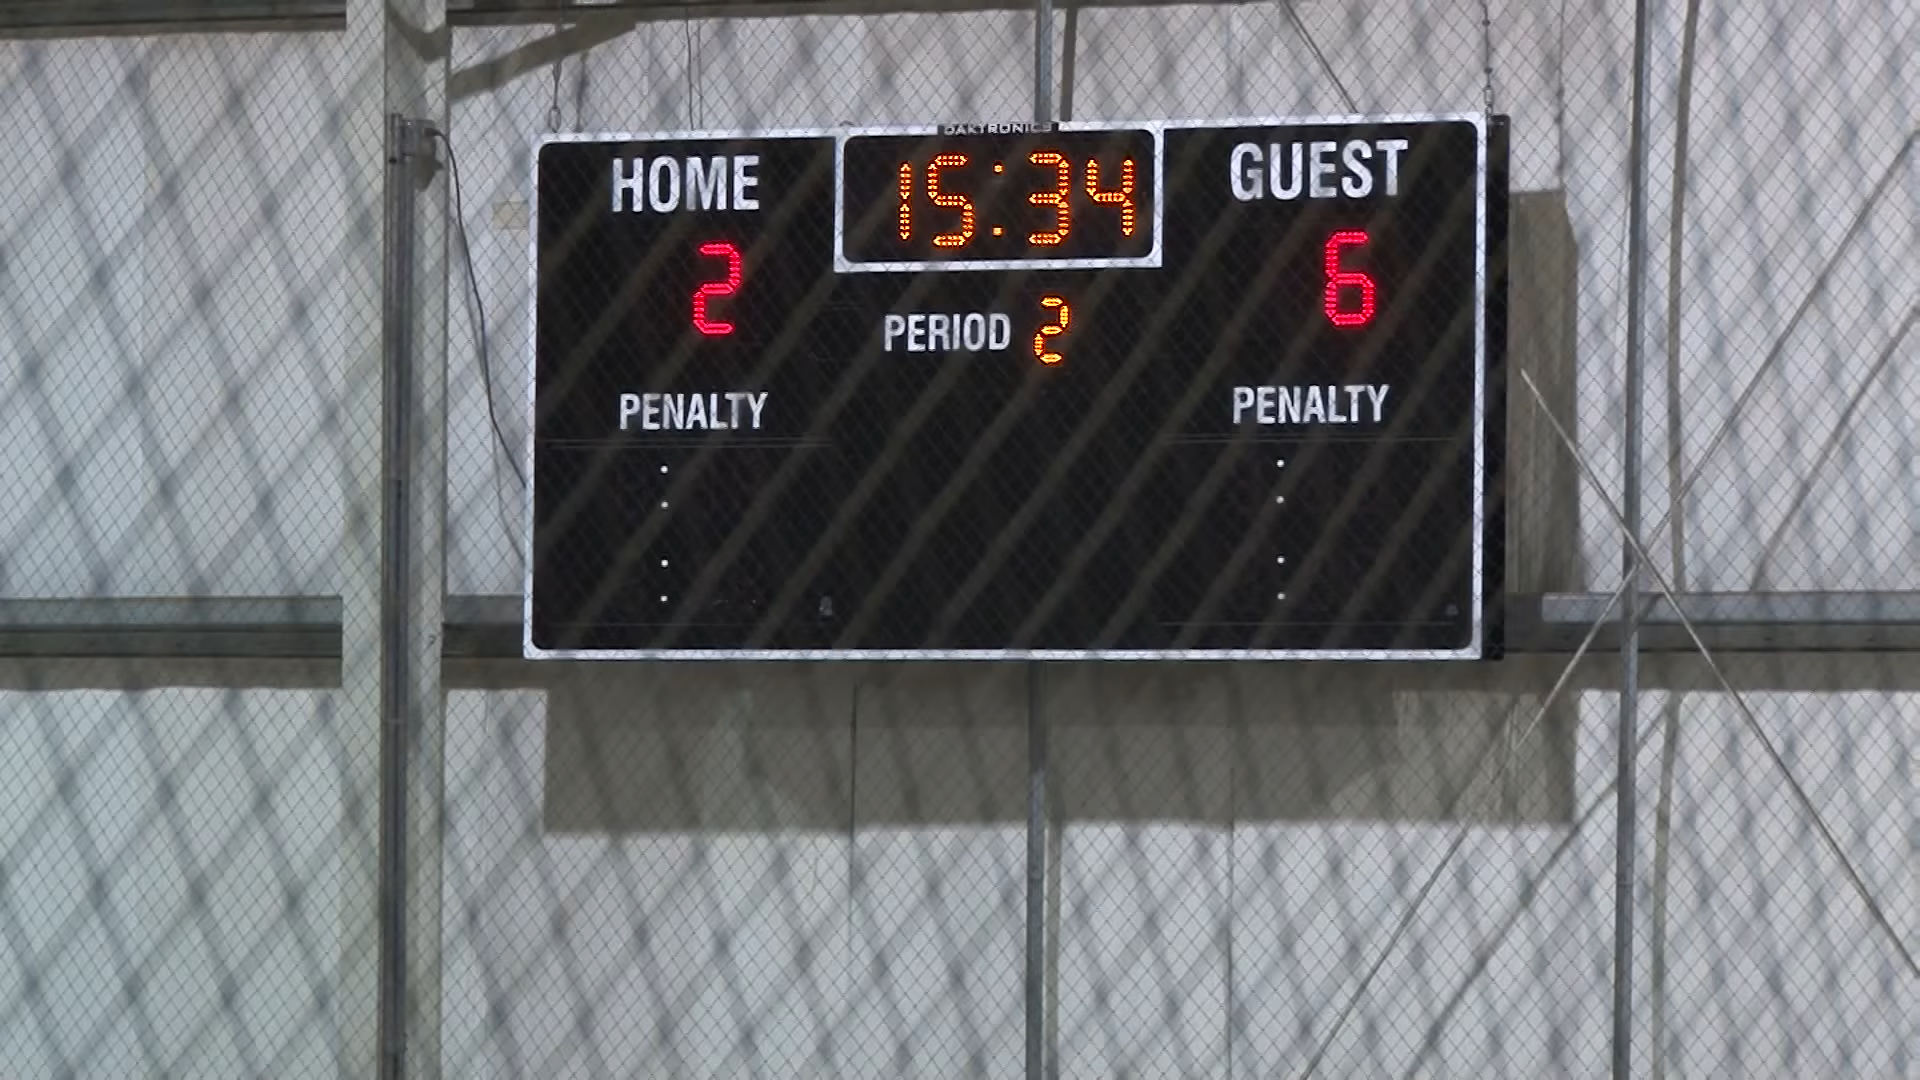 DAKTRONICS
HOME 15:34 GUEST
2 6
PERIOD 2
PENALTY PENALTY